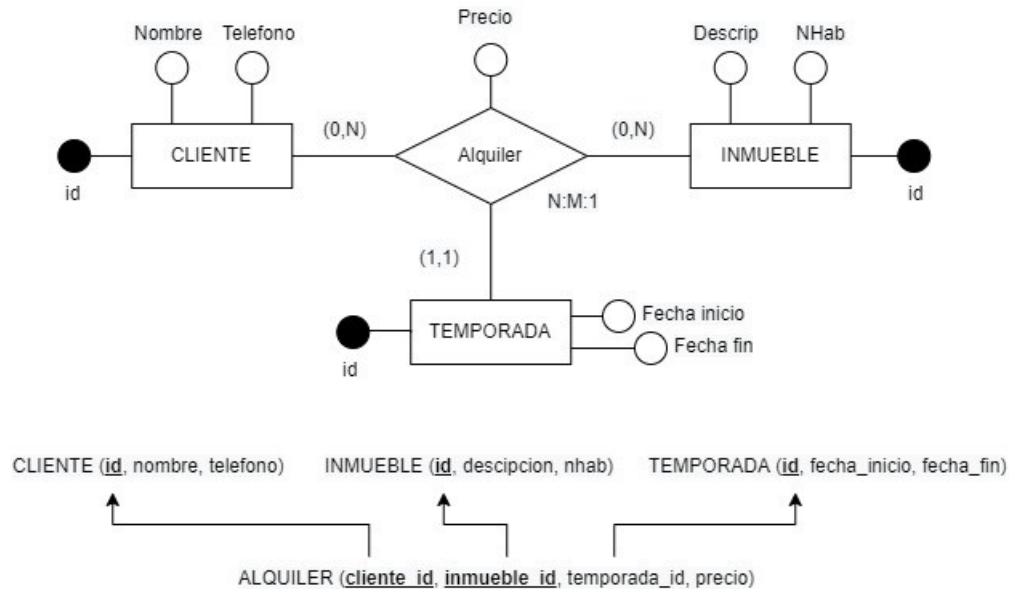 Precio
Nombre Telefono
Descrip NHab
(0,N) (0,N)
CLIENTE Alquiler INMUEBLE
id id
N:M:1
(1,1)
Fecha inicio
TEMPORADA
Fecha fin
id
CLIENTE (id, nombre, telefono) INMUEBLE (id, descipcion, nhab) TEMPORADA (id, fecha_inicio, fecha_fin)
ALQUILER (cliente_id, inmueble_id, temporada_id, precio)